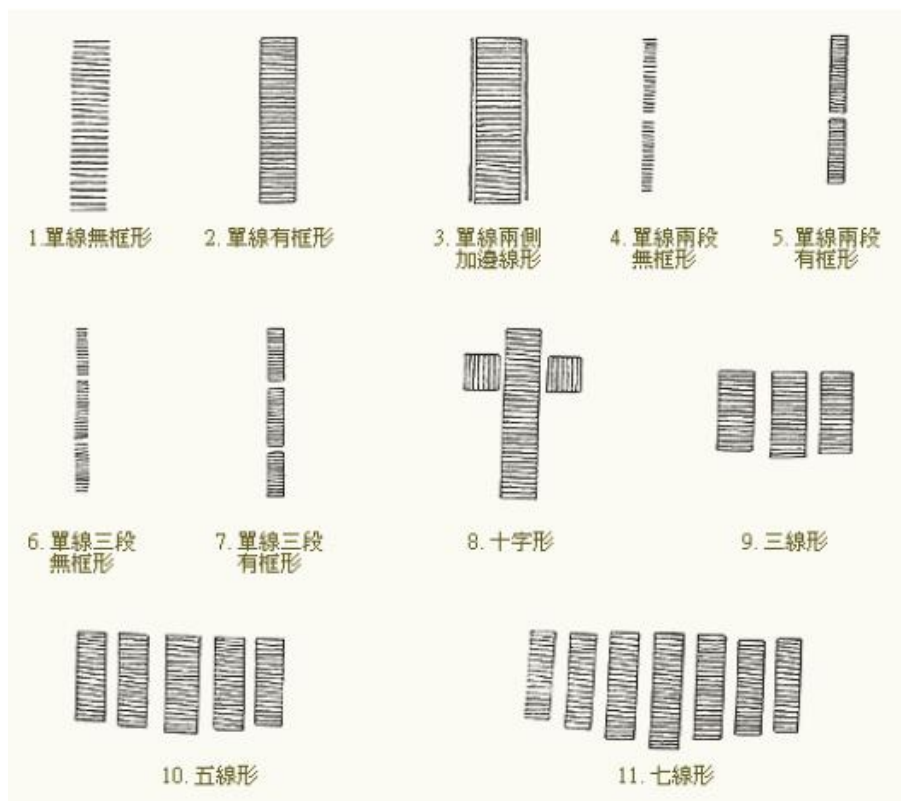 1.單線無框形
2. 單線有框形
3. 單線兩側
加邊線形
4. 單線兩段
無框形
5. 單線兩段
有框形
6. 單線三段
無框形
7. 單線三段
有框形
8. 十字形
9. 三線形
10. 五線形
11. 七線形